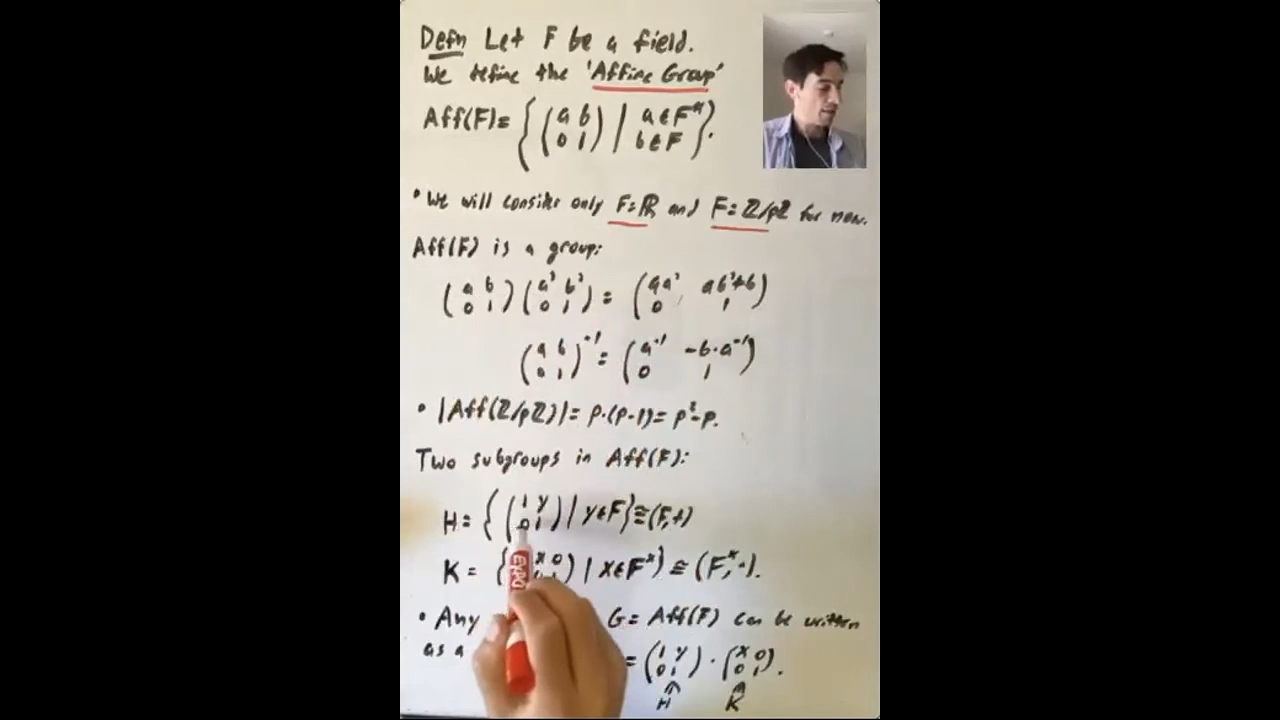 Defn Let F be a field.
We define the 'Affine Group'
Aff(F)= { (a b / 0 1) | a∈F^x, b∈F }.
• We will consider only F=ℝ and F=ℤ/pℤ for now.
Aff(F) is a group:
(a b / 0 1)(a' b' / 0 1) = (aa' ab'+b / 0 1)
(a b / 0 1)^-1 = (a^-1 -b·a^-1 / 0 1)
• |Aff(ℤ/pℤ)|= p·(p-1)= p²-p.
Two subgroups in Aff(F):
H= { (1 y / 0 1) | y∈F } ≅ (F,+)
K = { (x 0 / 1) | x∈F^x } ≅ (F^x, ·).
• Any G= Aff(F) can be written
as a = (1 y / 0 1) · (x 0 / 0 1).
∈ H ∈ K
EXPO